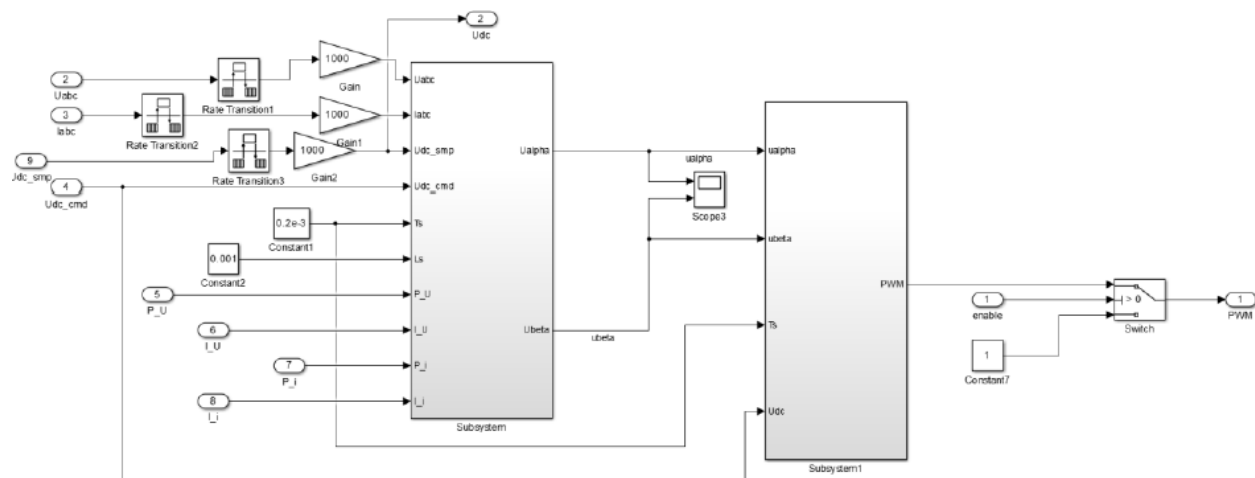 2
Udc
2
Uabc
Rate Transition1
1000
Gain
3
Iabc
Rate Transition2
1000
Gain1
9
Jdc_smp
Rate Transition3
1000
Gain2
4
Udc_cmd
0.2e-3
Constant1
0.001
Constant2
5
P_U
6
I_U
7
P_i
8
I_i
Uabc
Iabc
Udc_smp
Udc_cmd
Ts
Ls
P_U
I_U
P_i
I_i
Ualpha
Ubeta
Subsystem
ualpha
ubeta
Scope3
ualpha
ubeta
Ts
Udc
PWM
Subsystem1
1
enable
1
Constant7
> 0
Switch
1
PWM